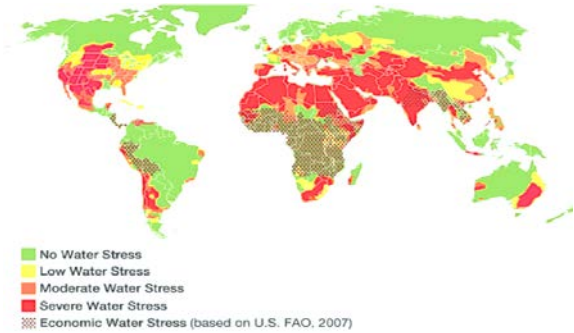 No Water Stress
Low Water Stress
Moderate Water Stress
Severe Water Stress
Economic Water Stress (based on U.S. FAO, 2007)